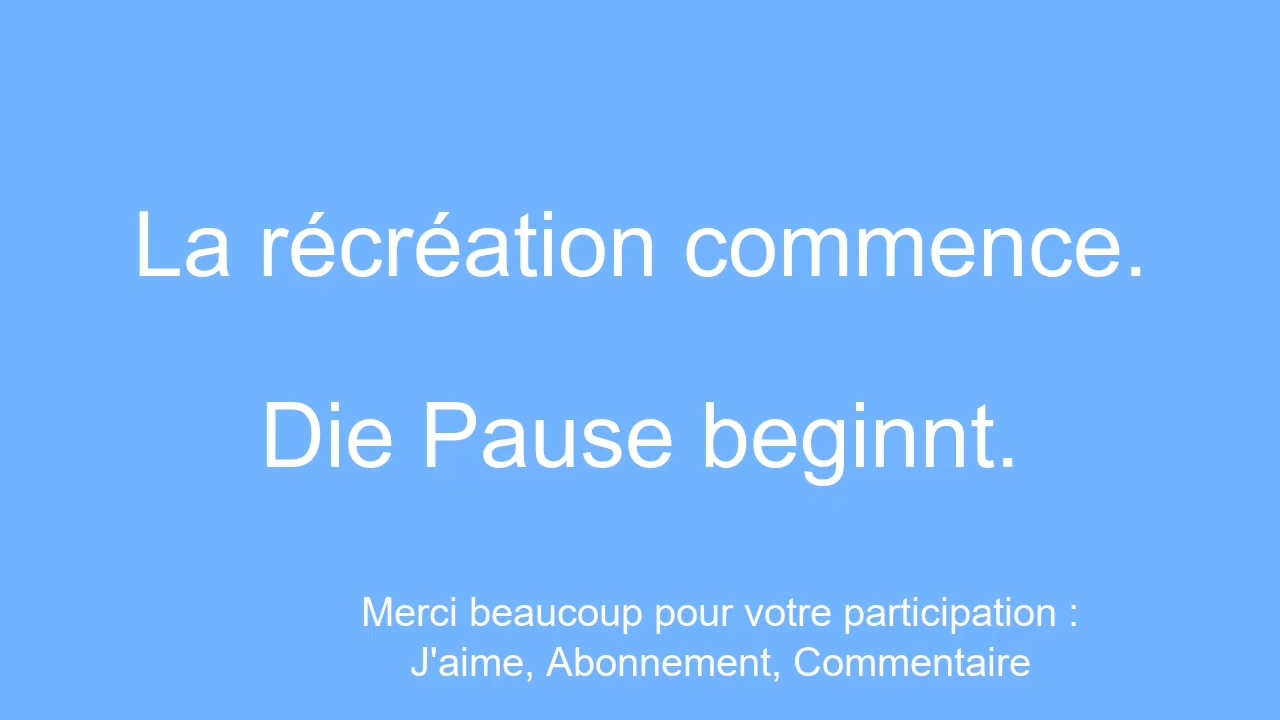 La récréation commence.
Die Pause beginnt.
Merci beaucoup pour votre participation :
J'aime, Abonnement, Commentaire